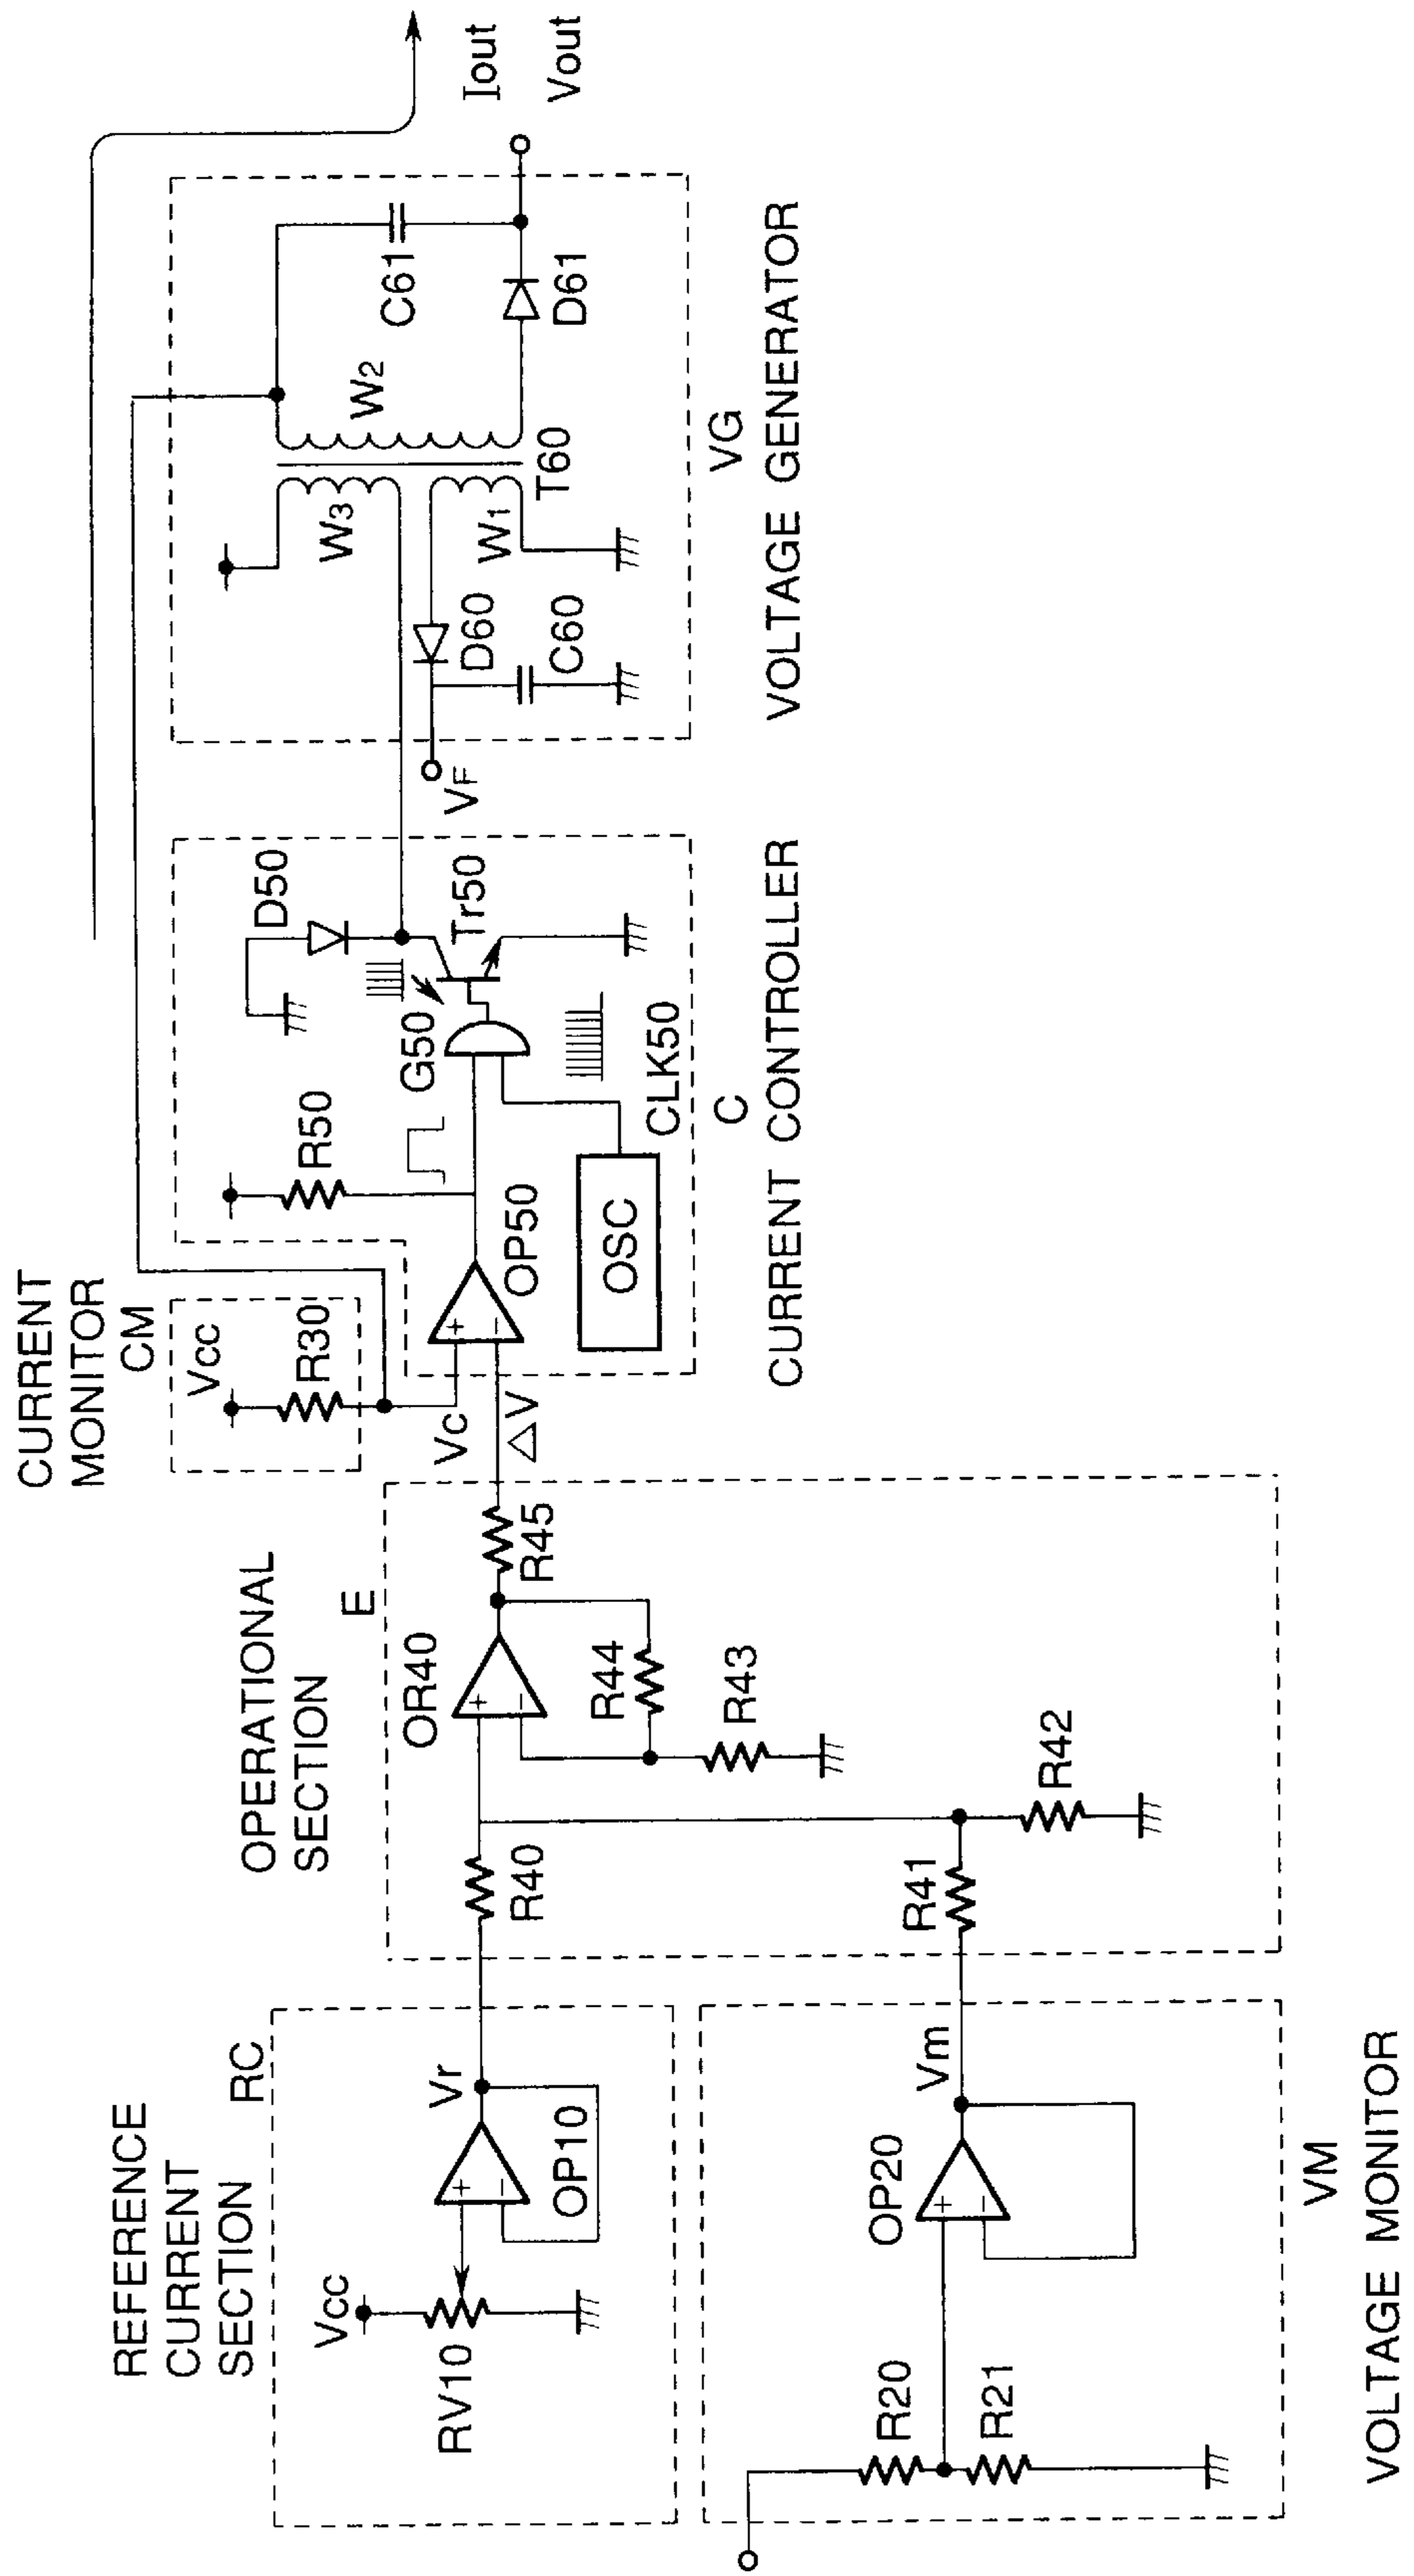 REFERENCE
CURRENT
SECTION RC
Vcc
RV10
Vr
OP10
R20
R21
OP20
Vm
VM
VOLTAGE MONITOR
OPERATIONAL
SECTION E
R40
R41
R42
OR40
R44
R43
R45
CURRENT
MONITOR
CM
Vcc
R30
Vc
△V
OP50
R50
OSC
CLK50
G50
D50
Tr50
C
CURRENT CONTROLLER
VF
D60
C60
W3
W1
T60
W2
C61
D61
VG
VOLTAGE GENERATOR
Iout
Vout